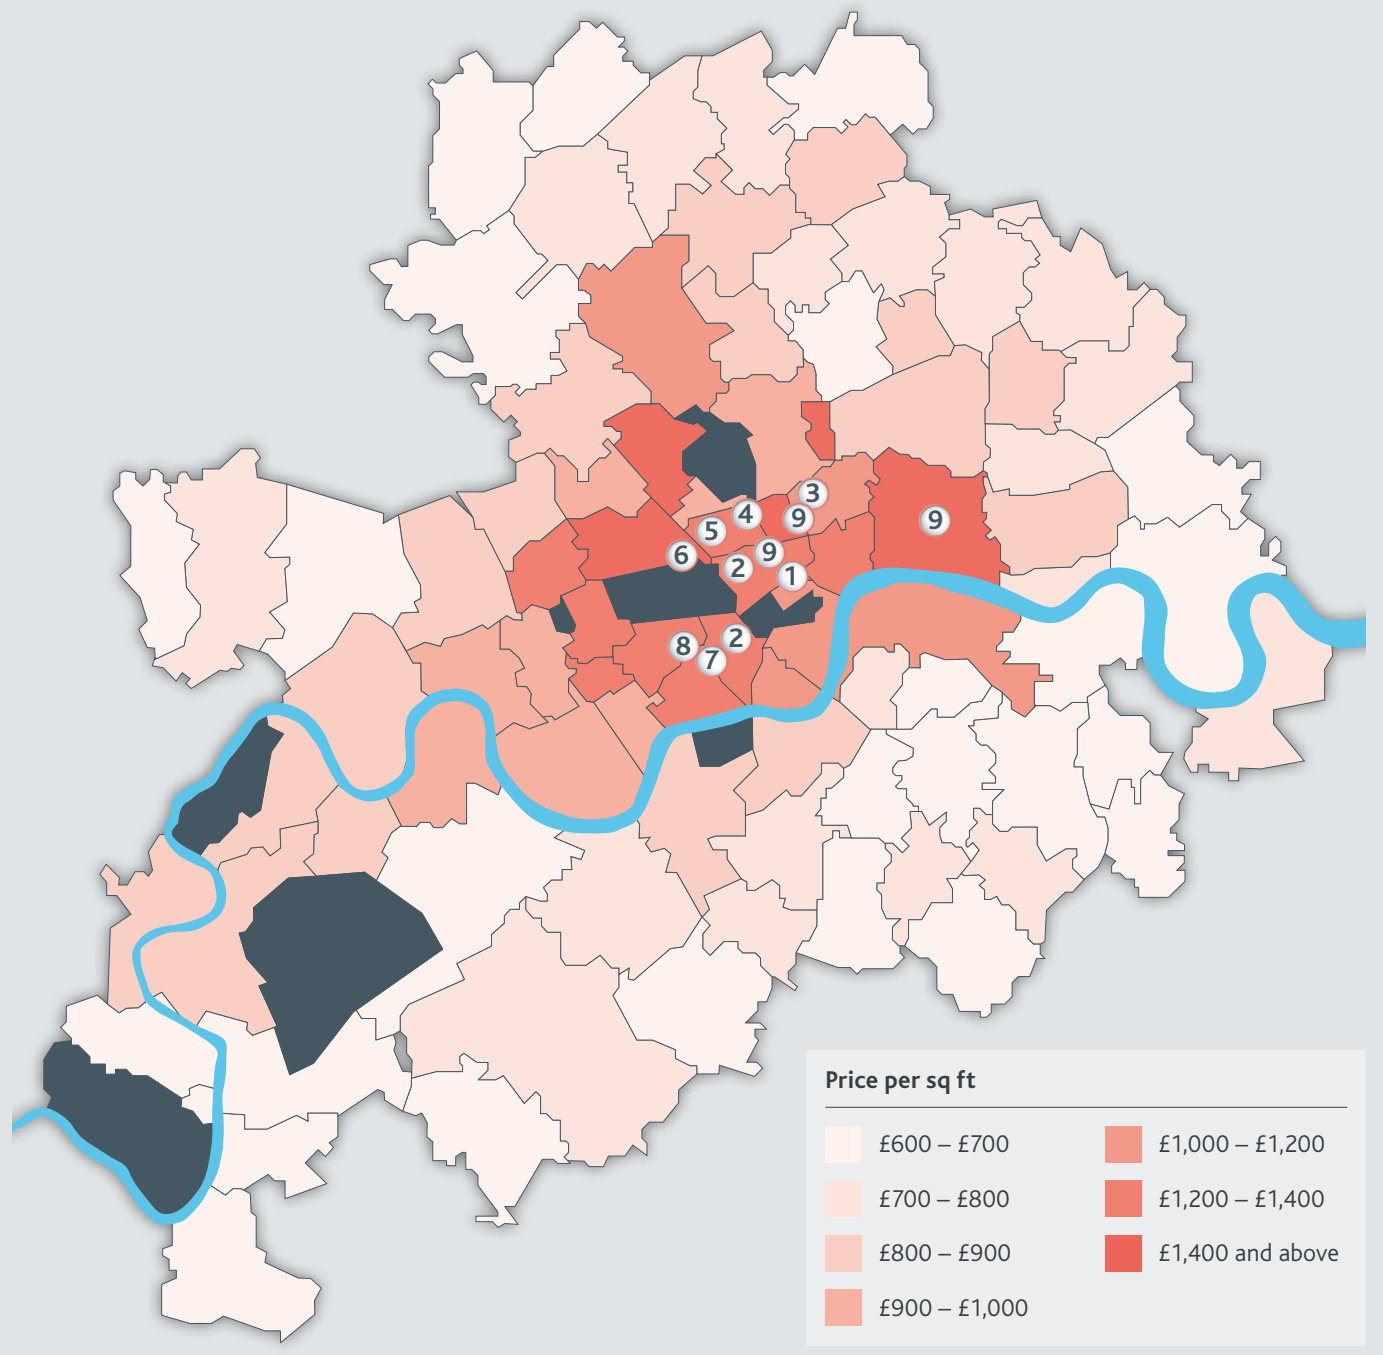 3
4
9
9
5
6
9
2
1
2
8
7
Price per sq ft
£600 – £700
£700 – £800
£800 – £900
£900 – £1,000
£1,000 – £1,200
£1,200 – £1,400
£1,400 and above